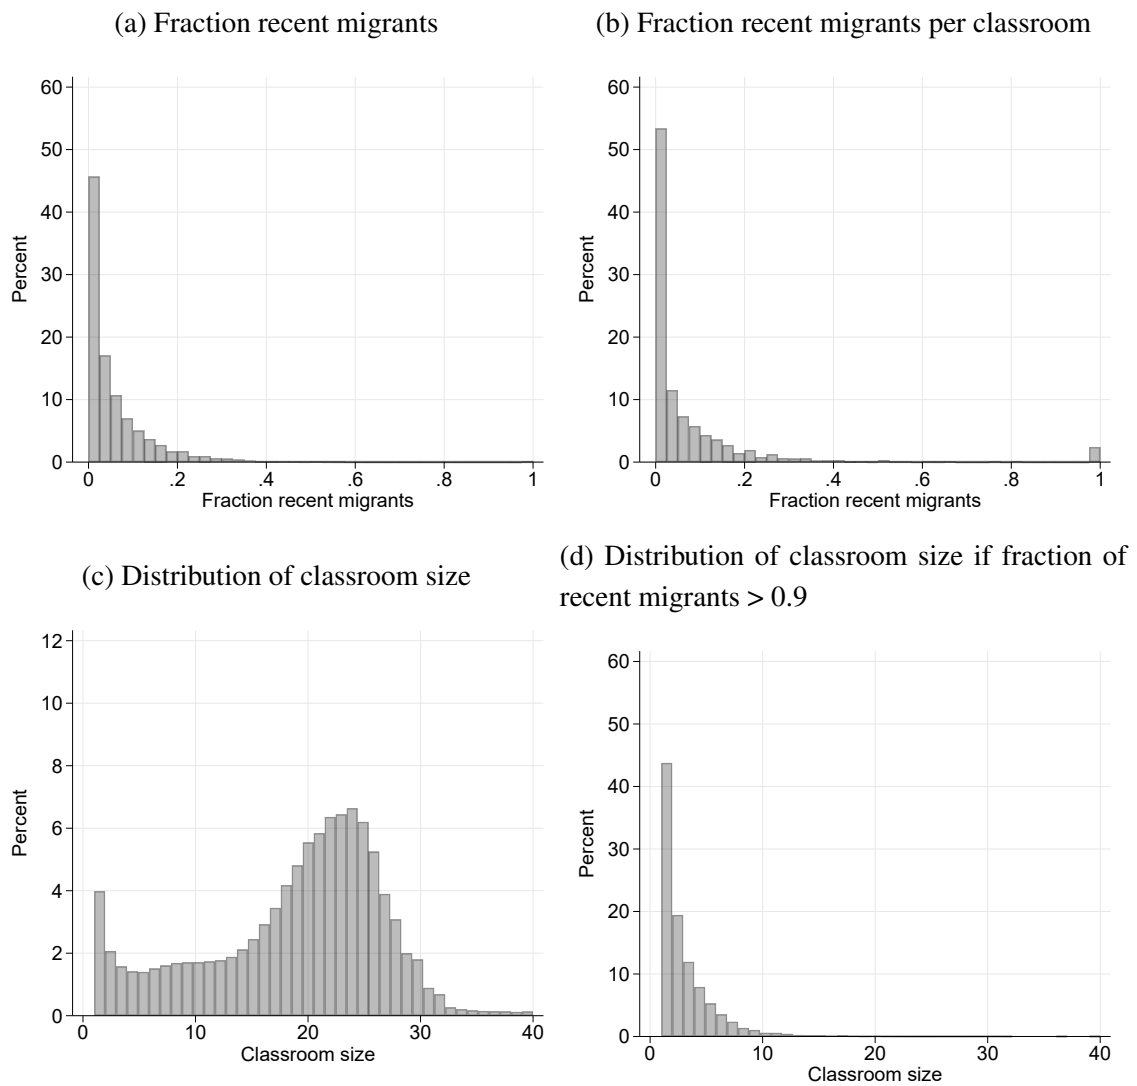 (a) Fraction recent migrants
60
50
40
30
20
10
0
Percent
0 .2 .4 .6 .8 1
Fraction recent migrants
(b) Fraction recent migrants per classroom
60
50
40
30
20
10
0
Percent
0 .2 .4 .6 .8 1
Fraction recent migrants
(c) Distribution of classroom size
12
10
8
6
4
2
0
Percent
0 10 20 30 40
Classroom size
(d) Distribution of classroom size if fraction of
recent migrants > 0.9
60
50
40
30
20
10
0
Percent
0 10 20 30 40
Classroom size